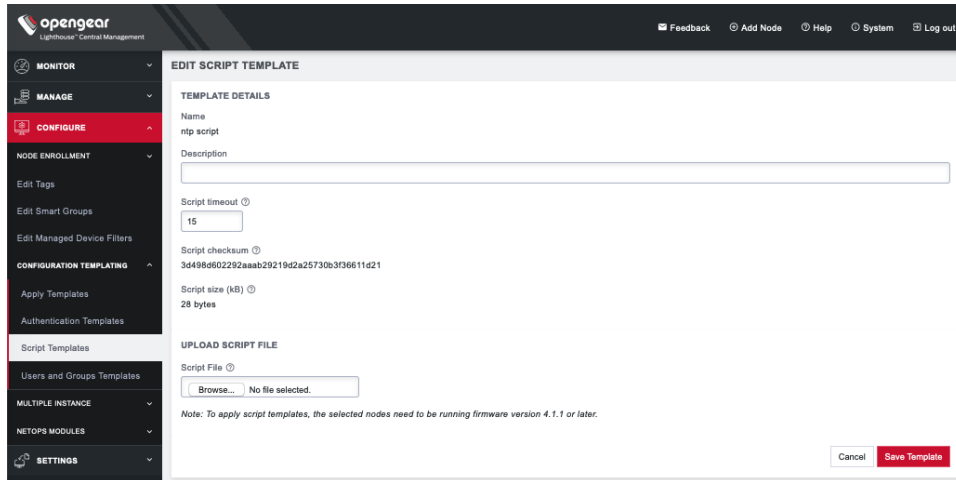 opengear
Lighthouse™ Central Management
Feedback
Add Node
Help
System
Log out
MONITOR
MANAGE
CONFIGURE
NODE ENROLLMENT
Edit Tags
Edit Smart Groups
Edit Managed Device Filters
CONFIGURATION TEMPLATING
Apply Templates
Authentication Templates
Script Templates
Users and Groups Templates
MULTIPLE INSTANCE
NETOPS MODULES
SETTINGS
EDIT SCRIPT TEMPLATE
TEMPLATE DETAILS
Name
ntp script
Description
Script timeout
15
Script checksum
3d498d602292aaab29219d2a25730b3f36611d21
Script size (kB)
28 bytes
UPLOAD SCRIPT FILE
Script File
Browse... No file selected.
Note: To apply script templates, the selected nodes need to be running firmware version 4.1.1 or later.
Cancel
Save Template